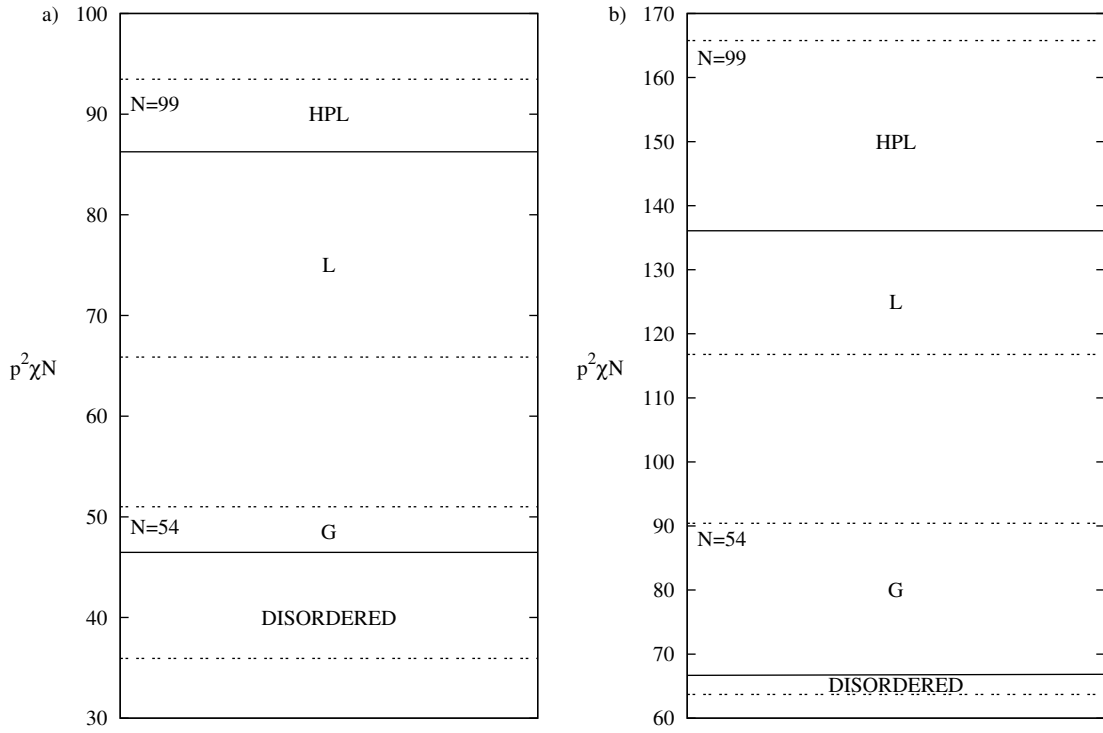 a)
100
90
80
70
60
50
40
30
p²χN
N=99
HPL
L
N=54
G
DISORDERED
b)
170
160
150
140
130
120
110
100
90
80
70
60
p²χN
N=99
HPL
L
N=54
G
DISORDERED